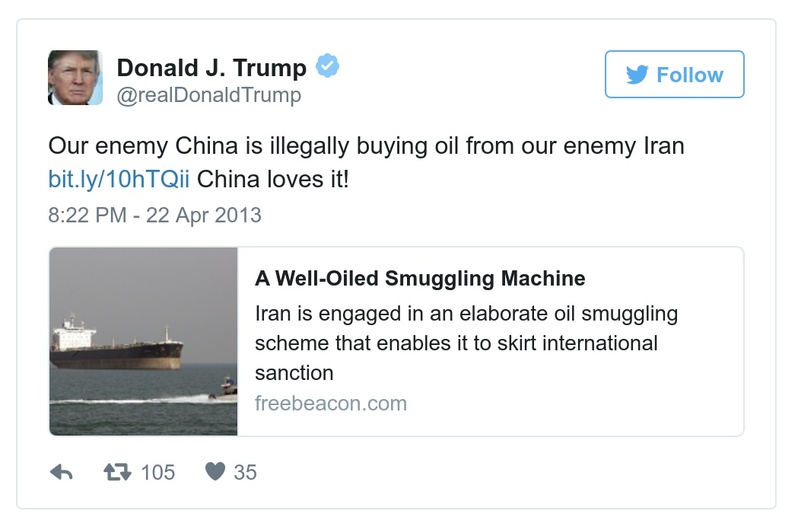 Donald J. Trump
Follow
@realDonaldTrump
Our enemy China is illegally buying oil from our enemy Iran
bit.ly/10hTQii China loves it!
8:22 PM - 22 Apr 2013
A Well-Oiled Smuggling Machine
Iran is engaged in an elaborate oil smuggling
scheme that enables it to skirt international
sanction
freebeacon.com
105 35